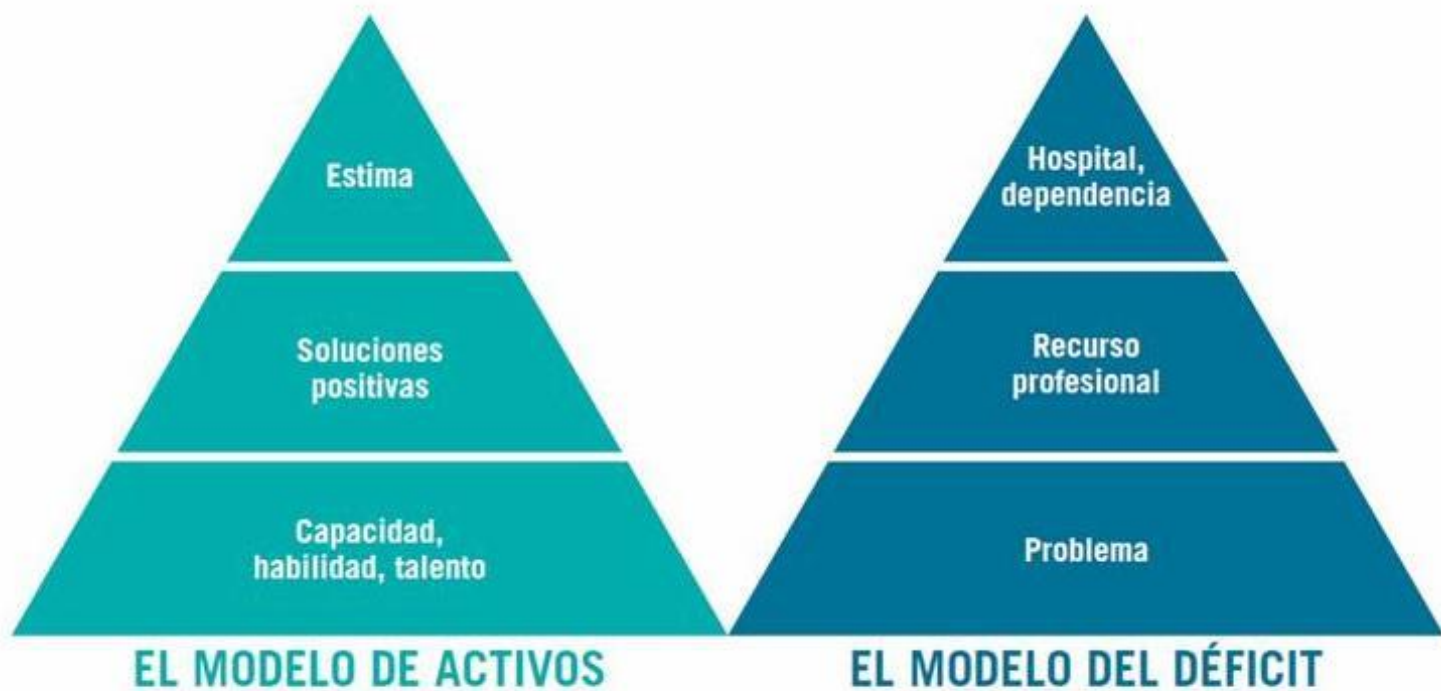 Estima
Soluciones
positivas
Capacidad,
habilidad, talento
EL MODELO DE ACTIVOS
Hospital,
dependencia
Recurso
profesional
Problema
EL MODELO DEL DÉFICIT